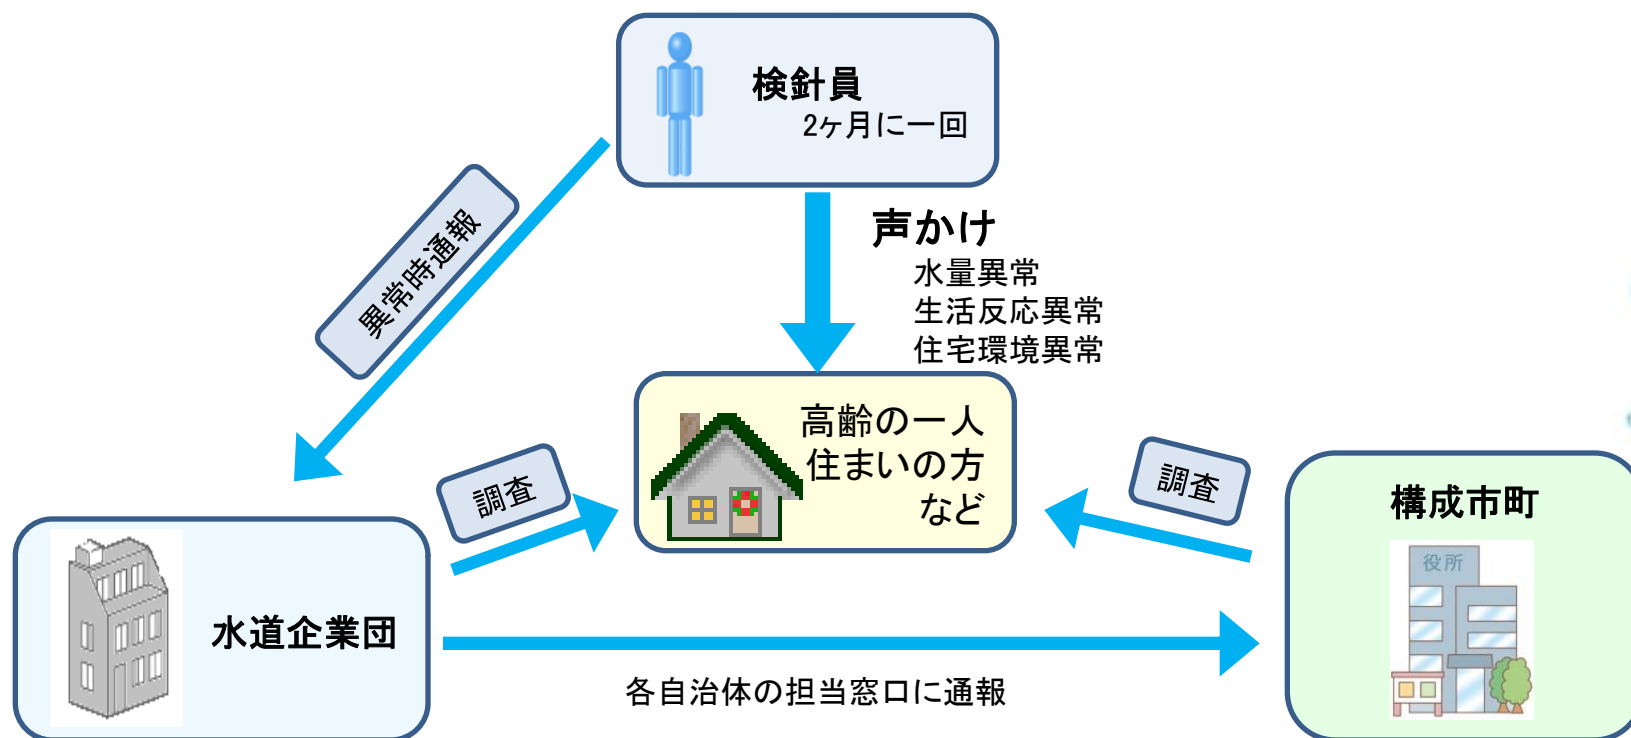 検針員
2ヶ月に一回
異常時通報
声かけ
水量異常
生活反応異常
住宅環境異常
高齢の一人
住まいの方
など
調査
調査
構成市町
役所
水道企業団
各自治体の担当窓口に通報